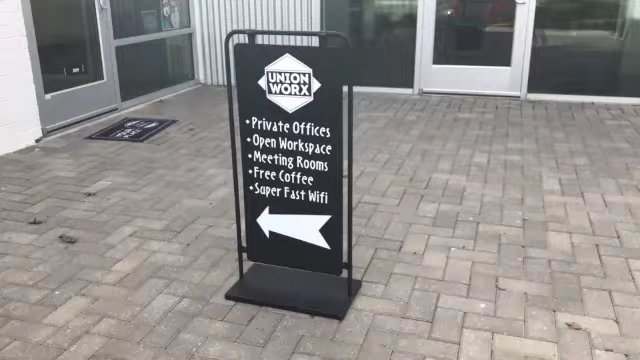 UNION
WORX
• Private Offices
• Open Workspace
• Meeting Rooms
• Free Coffee
• Super Fast Wifi